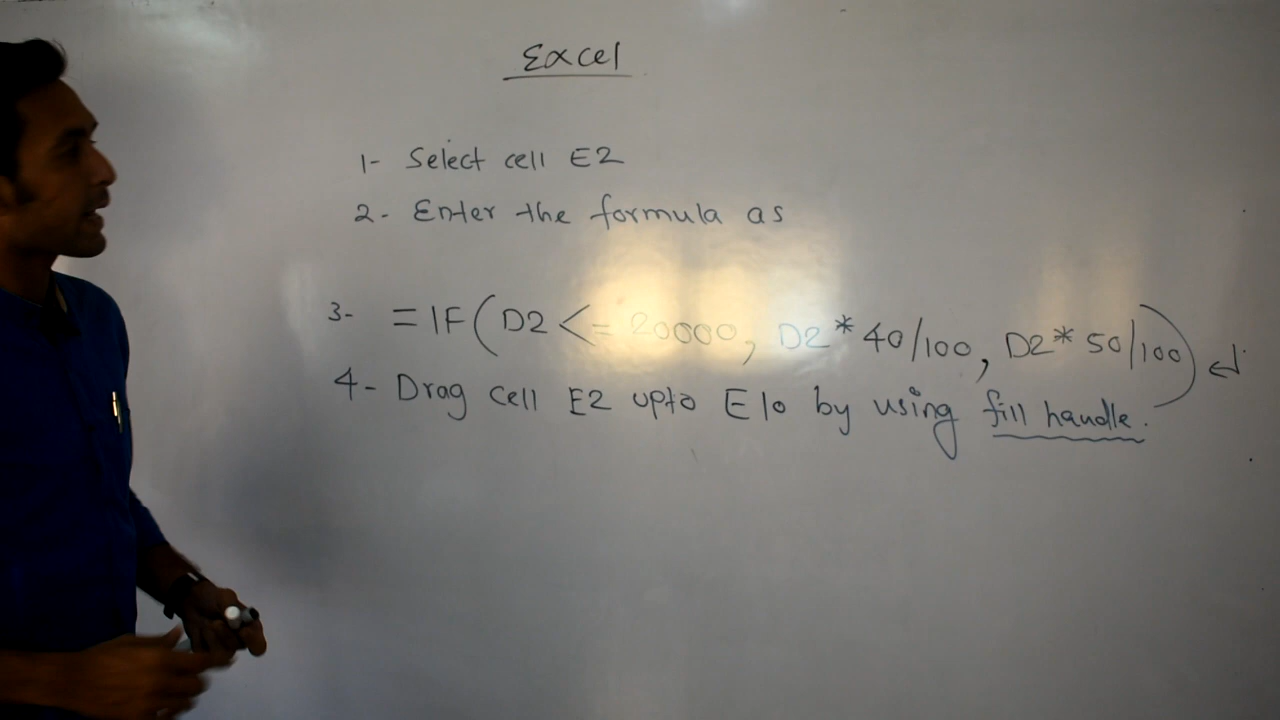 Excel
1- Select cell E2
2- Enter the formula as
3- =IF(D2<=20000, D2*40/100, D2*50/100) ↵
4- Drag cell E2 upto E10 by using fill handle.